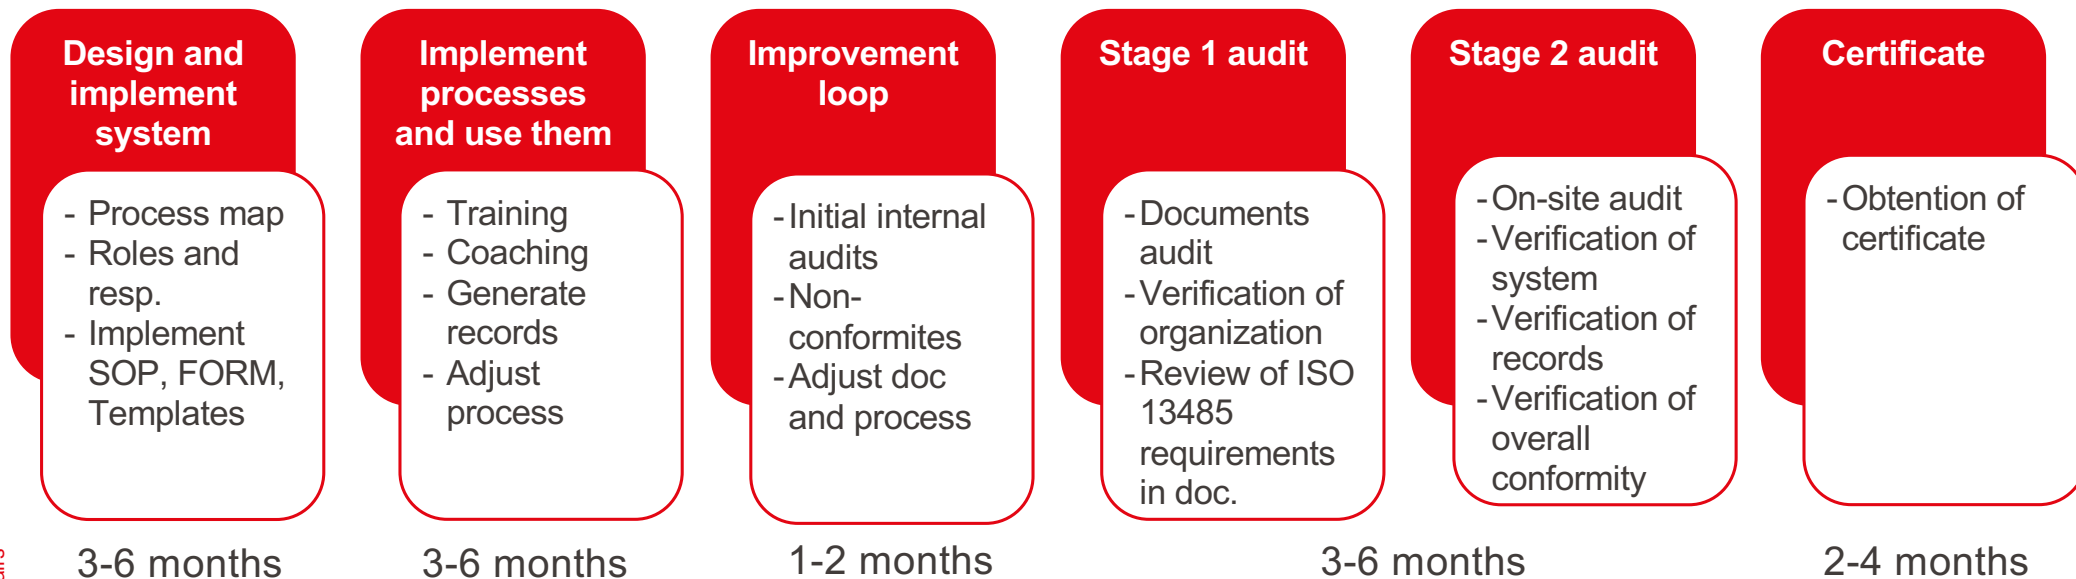 Design and
implement
system
- Process map
- Roles and
resp.
- Implement
SOP, FORM,
Templates
3-6 months
Implement
processes
and use them
- Training
- Coaching
- Generate
records
- Adjust
process
3-6 months
Improvement
loop
-Initial internal
audits
-Non-
conformites
-Adjust doc
and process
1-2 months
Stage 1 audit
-Documents
audit
-Verification of
organization
-Review of ISO
13485
requirements
in doc.
Stage 2 audit
-On-site audit
-Verification of
system
-Verification of
records
-Verification of
overall
conformity
3-6 months
Certificate
-Obtention of
certificate
2-4 months